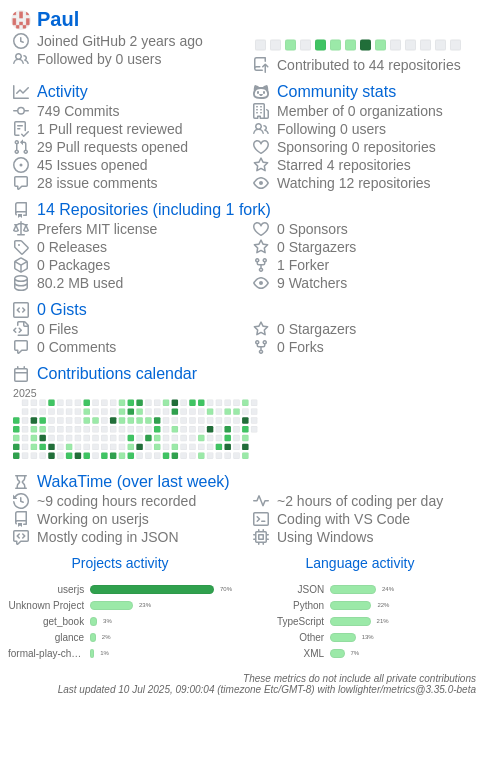 Paul
Joined GitHub 2 years ago
Followed by 0 users
Contributed to 44 repositories
Activity
749 Commits
1 Pull request reviewed
29 Pull requests opened
45 Issues opened
28 issue comments
Community stats
Member of 0 organizations
Following 0 users
Sponsoring 0 repositories
Starred 4 repositories
Watching 12 repositories
14 Repositories (including 1 fork)
Prefers MIT license
0 Releases
0 Packages
80.2 MB used
0 Sponsors
0 Stargazers
1 Forker
9 Watchers
0 Gists
0 Files
0 Comments
0 Stargazers
0 Forks
Contributions calendar
2025
WakaTime (over last week)
~9 coding hours recorded
Working on userjs
Mostly coding in JSON
~2 hours of coding per day
Coding with VS Code
Using Windows
Projects activity
userjs 70%
Unknown Project 23%
get_book 3%
glance 2%
formal-play-ch… 1%
Language activity
JSON 24%
Python 22%
TypeScript 21%
Other 13%
XML 7%
These metrics do not include all private contributions
Last updated 10 Jul 2025, 09:00:04 (timezone Etc/GMT-8) with lowlighter/metrics@3.35.0-beta